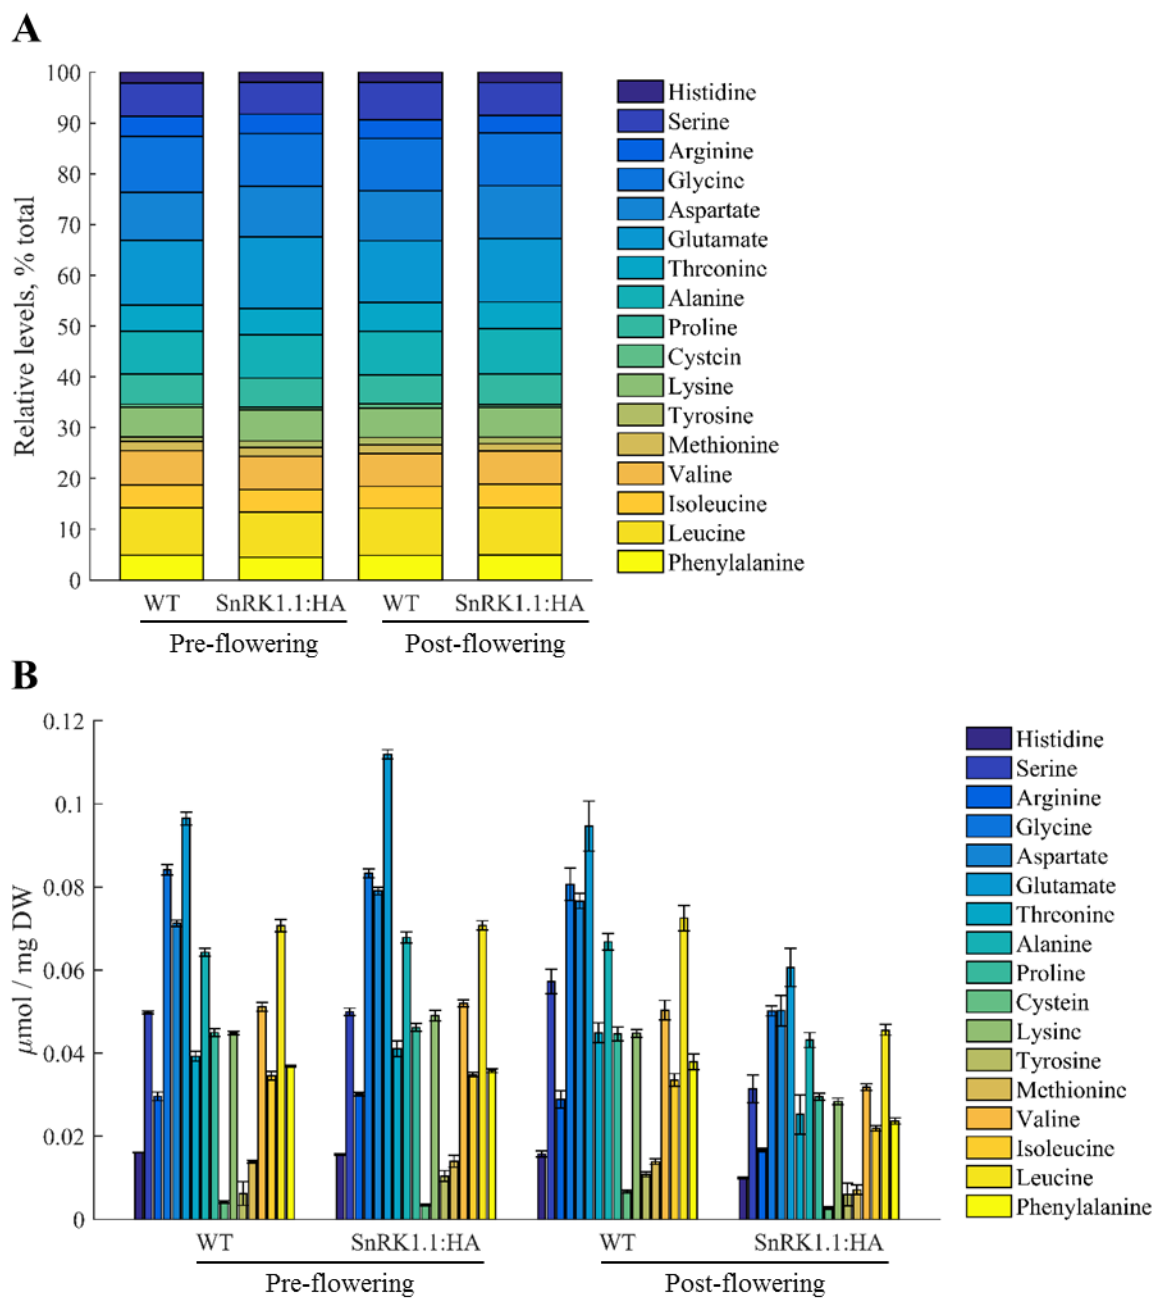 A
100
90
80
70
60
50
40
30
20
10
0
Relative levels, % total
Histidine
Serine
Arginine
Glycine
Aspartate
Glutamate
Threonine
Alanine
Proline
Cystein
Lysine
Tyrosine
Methionine
Valine
Isoleucine
Leucine
Phenylalanine
WT SnRK1.1:HA WT SnRK1.1:HA
Pre-flowering Post-flowering
B
0.12
0.1
0.08
0.06
0.04
0.02
0
μmol / mg DW
Histidine
Serine
Arginine
Glycine
Aspartate
Glutamate
Threonine
Alanine
Proline
Cystein
Lysine
Tyrosine
Methionine
Valine
Isoleucine
Leucine
Phenylalanine
WT SnRK1.1:HA WT SnRK1.1:HA
Pre-flowering Post-flowering